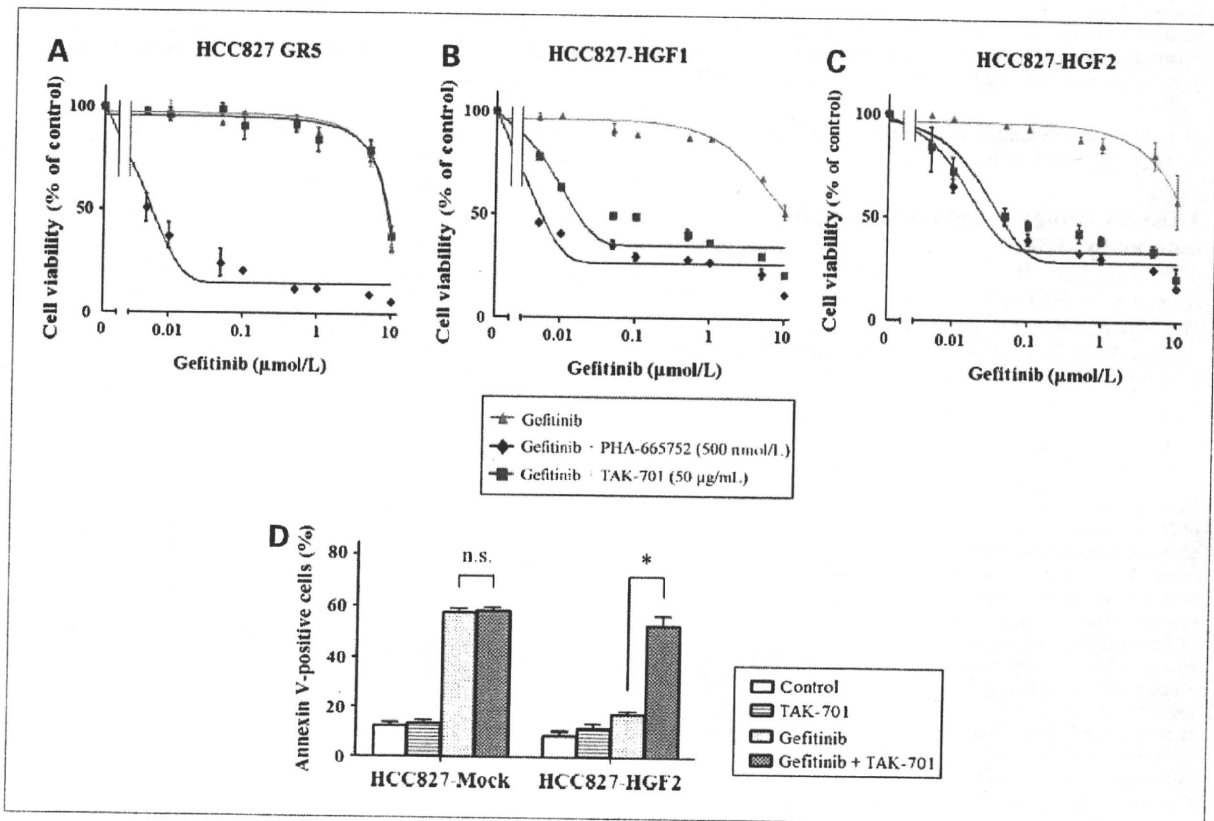 A
HCC827 GR5
Cell viability (% of control)
100
50
0
0
0.01
0.1
1
10
Gefitinib (µmol/L)
B
HCC827-HGF1
Cell viability (% of control)
100
50
0
0
0.01
0.1
1
10
Gefitinib (µmol/L)
C
HCC827-HGF2
Cell viability (% of control)
100
50
0
0
0.01
0.1
1
10
Gefitinib (µmol/L)
Gefitinib
Gefitinib · PHA-665752 (500 nmol/L)
Gefitinib · TAK-701 (50 µg/mL)
D
Annexin V-positive cells (%)
80
60
40
20
0
n.s.
*
HCC827-Mock
HCC827-HGF2
Control
TAK-701
Gefitinib
Gefitinib + TAK-701